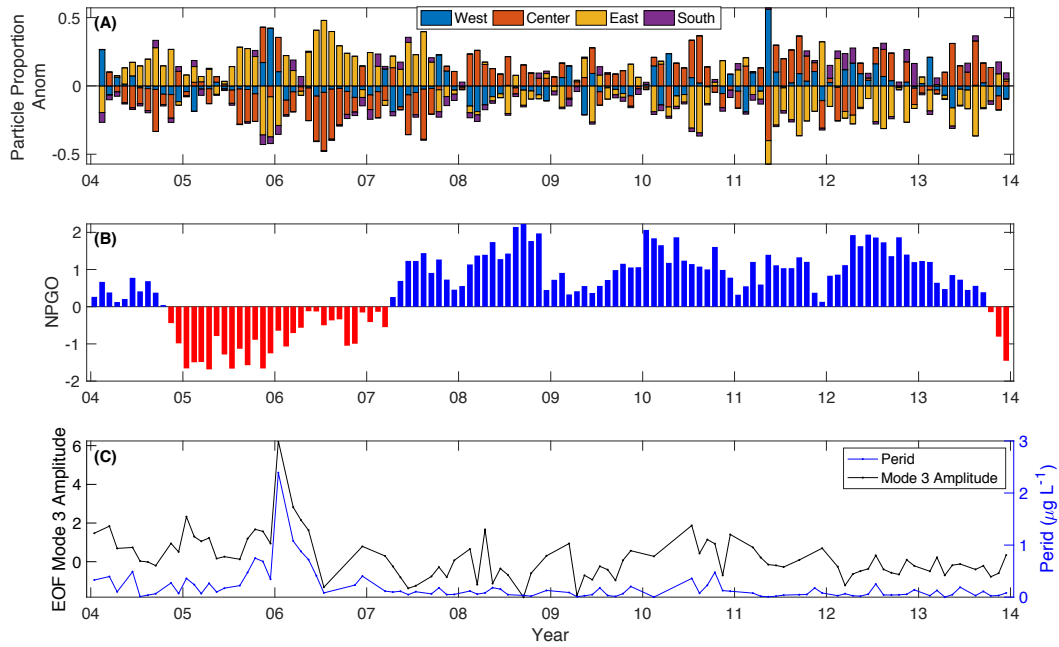 (A)
West Center East South
Particle Proportion
Anom
0.5
0
-0.5
04 05 06 07 08 09 10 11 12 13 14
(B)
NPGO
2
1
0
-1
-2
04 05 06 07 08 09 10 11 12 13 14
(C)
EOF Mode 3 Amplitude
6
4
2
0
Perid
Mode 3 Amplitude
3
2
1
0
Perid (μg L⁻¹)
04 05 06 07 08 09 10 11 12 13 14
Year